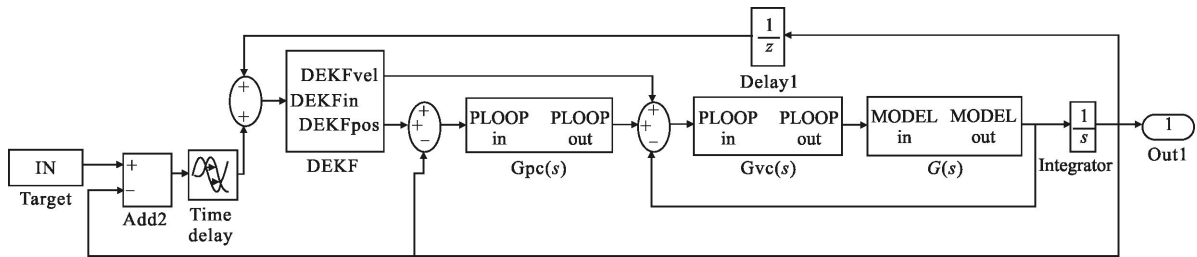 1
z
Delay1
+
+
DEKFvel
DEKFin
DEKFpos
DEKF
+
+
−
PLOOP PLOOP
in out
Gpc(s)
+
+
−
PLOOP PLOOP
in out
Gvc(s)
MODEL MODEL
in out
G(s)
1
s
Integrator
1
Out1
IN
Target
+
−
Add2
Time
delay